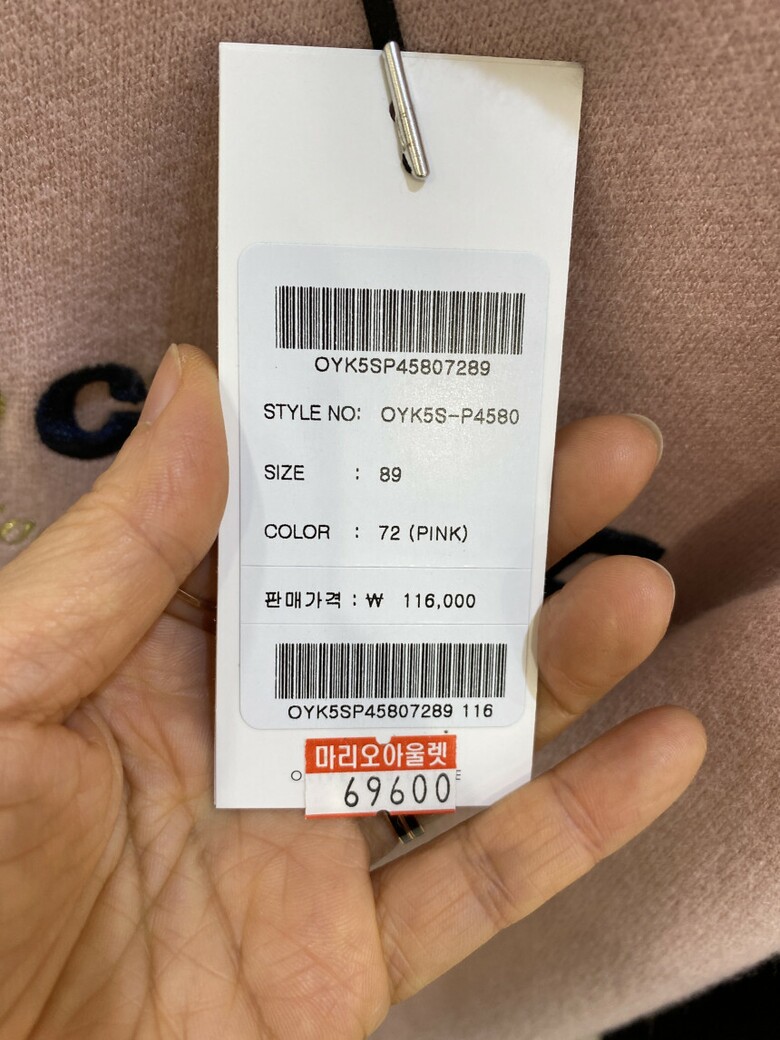 OYK5SP45807289
STYLE NO: OYK5S-P4580
SIZE : 89
COLOR : 72 (PINK)
판매가격 : ₩ 116,000
OYK5SP45807289 116
마리오아울렛
O E
69600
C